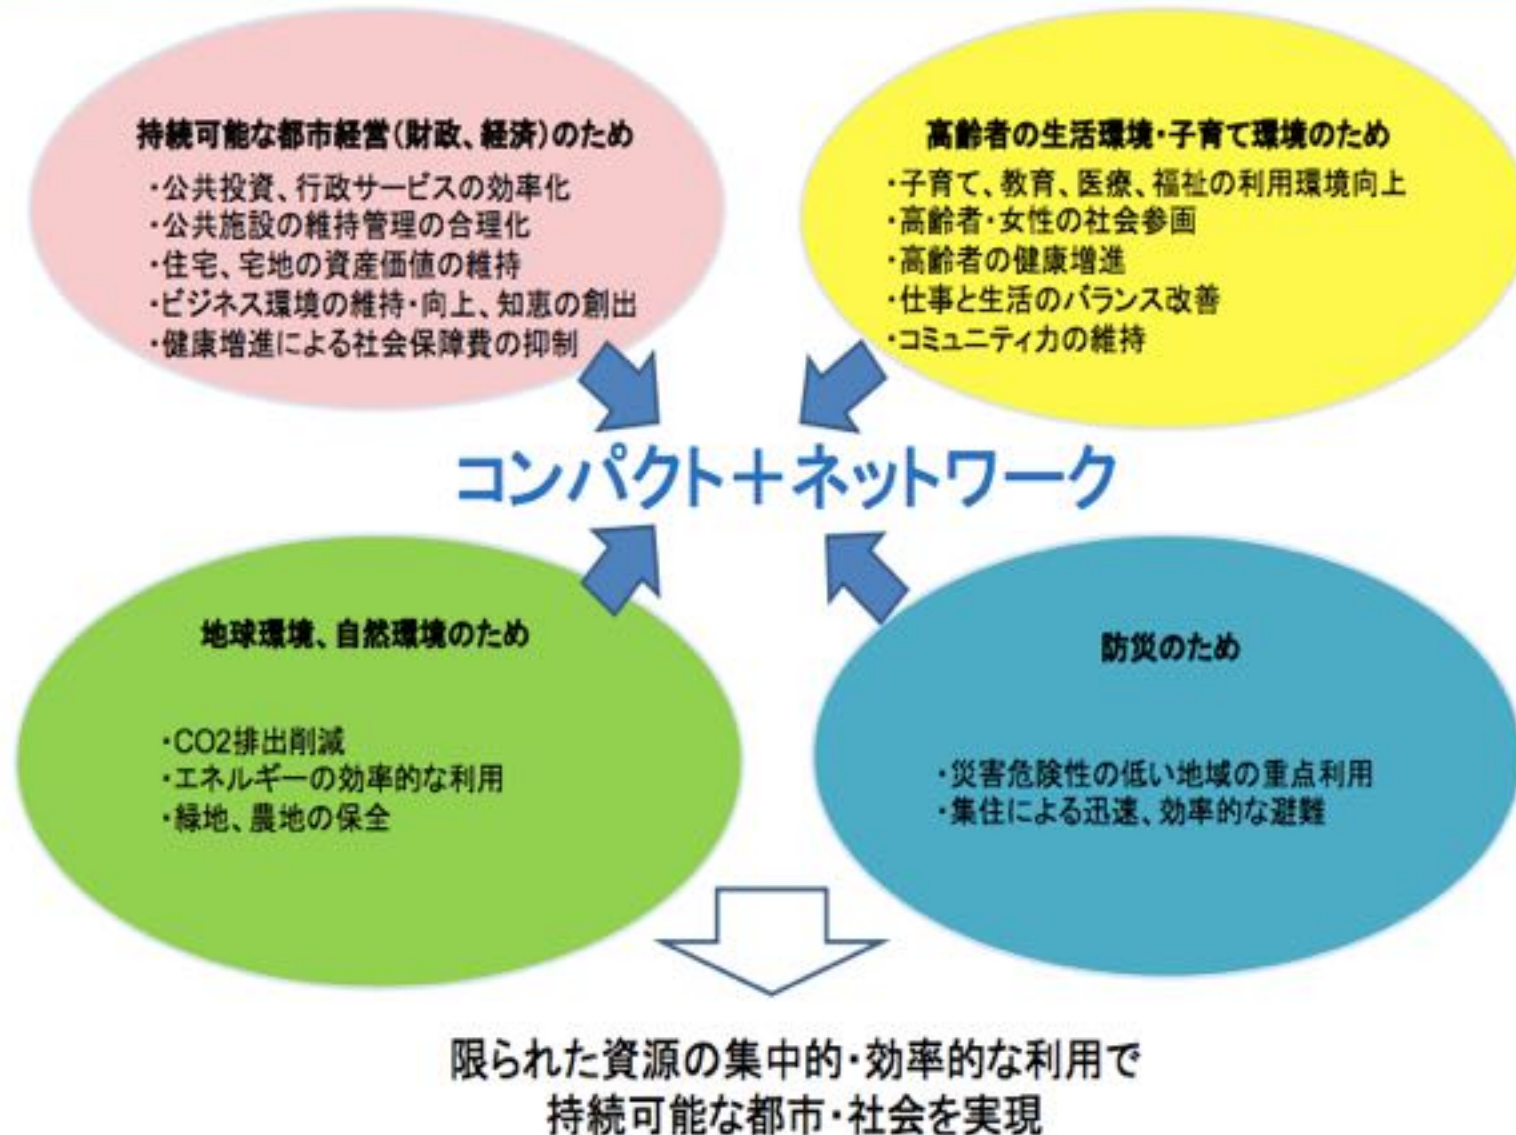 持続可能な都市経営(財政、経済)のため
・公共投資、行政サービスの効率化
・公共施設の維持管理の合理化
・住宅、宅地の資産価値の維持
・ビジネス環境の維持・向上、知恵の創出
・健康増進による社会保障費の抑制
高齢者の生活環境・子育て環境のため
・子育て、教育、医療、福祉の利用環境向上
・高齢者・女性の社会参画
・高齢者の健康増進
・仕事と生活のバランス改善
・コミュニティ力の維持
コンパクト＋ネットワーク
地球環境、自然環境のため
・CO2排出削減
・エネルギーの効率的な利用
・緑地、農地の保全
防災のため
・災害危険性の低い地域の重点利用
・集住による迅速、効率的な避難
限られた資源の集中的・効率的な利用で
持続可能な都市・社会を実現